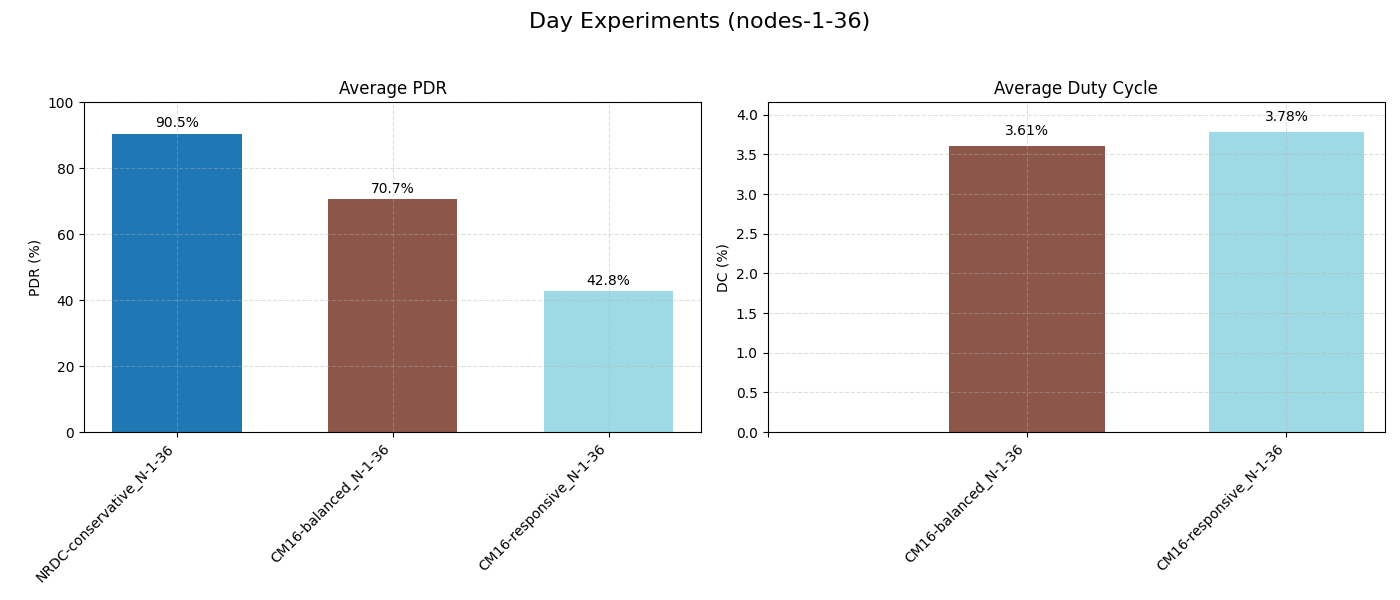 Day Experiments (nodes-1-36)
Average PDR
PDR (%)
100
80
60
40
20
0
90.5%
70.7%
42.8%
NRDC-conservative_N-1-36
CM16-balanced_N-1-36
CM16-responsive_N-1-36
Average Duty Cycle
DC (%)
4.0
3.5
3.0
2.5
2.0
1.5
1.0
0.5
0.0
3.61%
3.78%
CM16-balanced_N-1-36
CM16-responsive_N-1-36